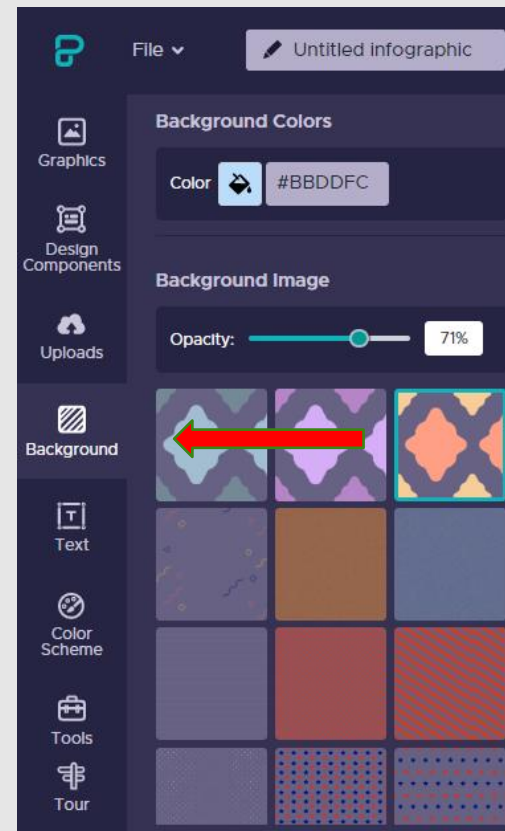 File
Untitled infographic
Graphics
Design
Components
Uploads
Background
Text
Color
Scheme
Tools
Tour
Background Colors
Color
#BBDDFC
Background Image
Opacity:
71%